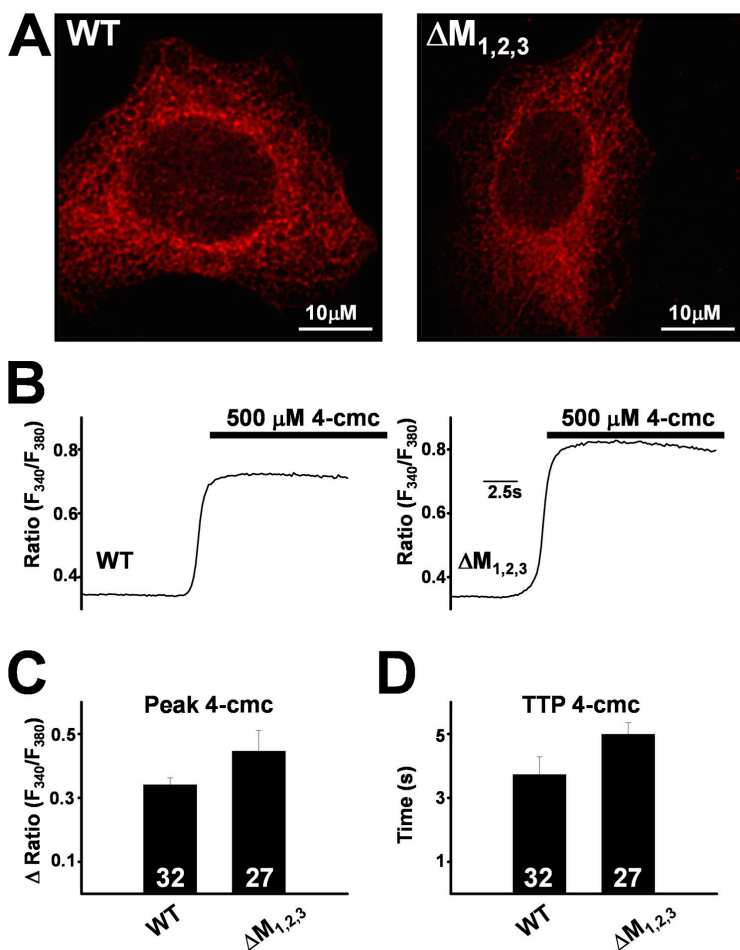 A
WT
10µM
ΔM1,2,3
10µM
B
Ratio (F340/F380)
0.8
0.6
0.4
500 µM 4-cmc
WT
Ratio (F340/F380)
0.8
0.6
0.4
500 µM 4-cmc
2.5s
ΔM1,2,3
C
Peak 4-cmc
Δ Ratio (F340/F380)
0.5
0.3
0.1
32
27
WT
ΔM1,2,3
D
TTP 4-cmc
Time (s)
5
3
1
32
27
WT
ΔM1,2,3